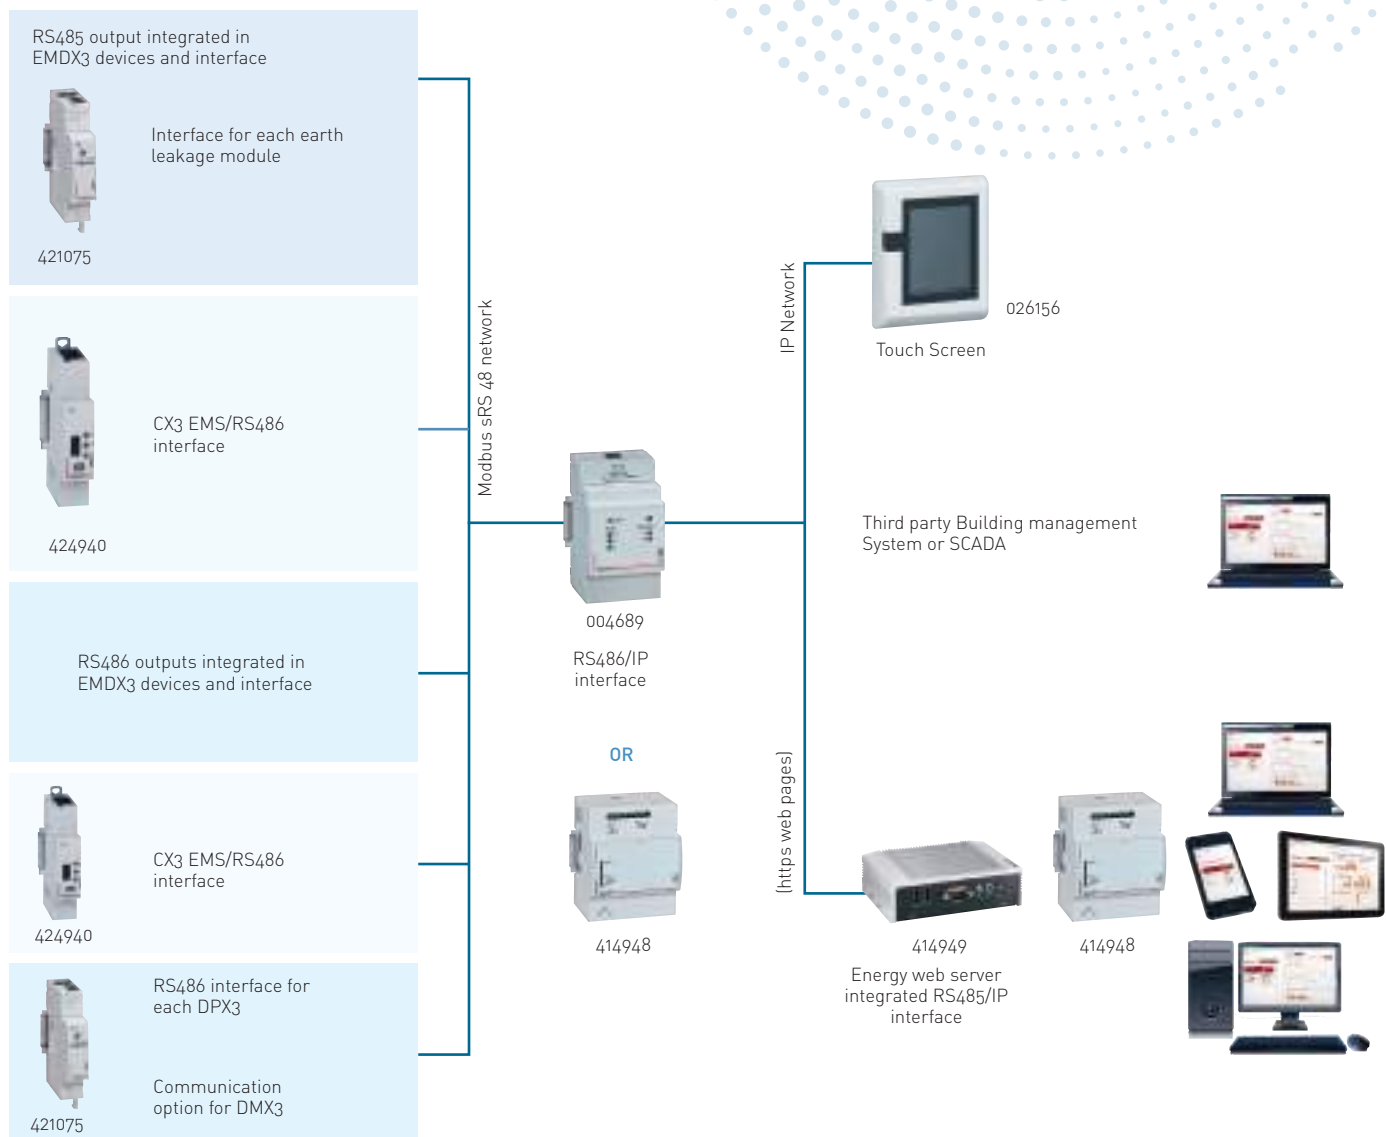 RS485 output integrated in
EMDX3 devices and interface
Interface for each earth
leakage module
421075
CX3 EMS/RS486
interface
424940
RS486 outputs integrated in
EMDX3 devices and interface
CX3 EMS/RS486
interface
424940
RS486 interface for
each DPX3
Communication
option for DMX3
421075
Modbus sRS 48 network
004689
RS486/IP
interface
OR
414948
IP Network
026156
Touch Screen
Third party Building management
System or SCADA
(https web pages)
414949
Energy web server
integrated RS485/IP
interface
414948